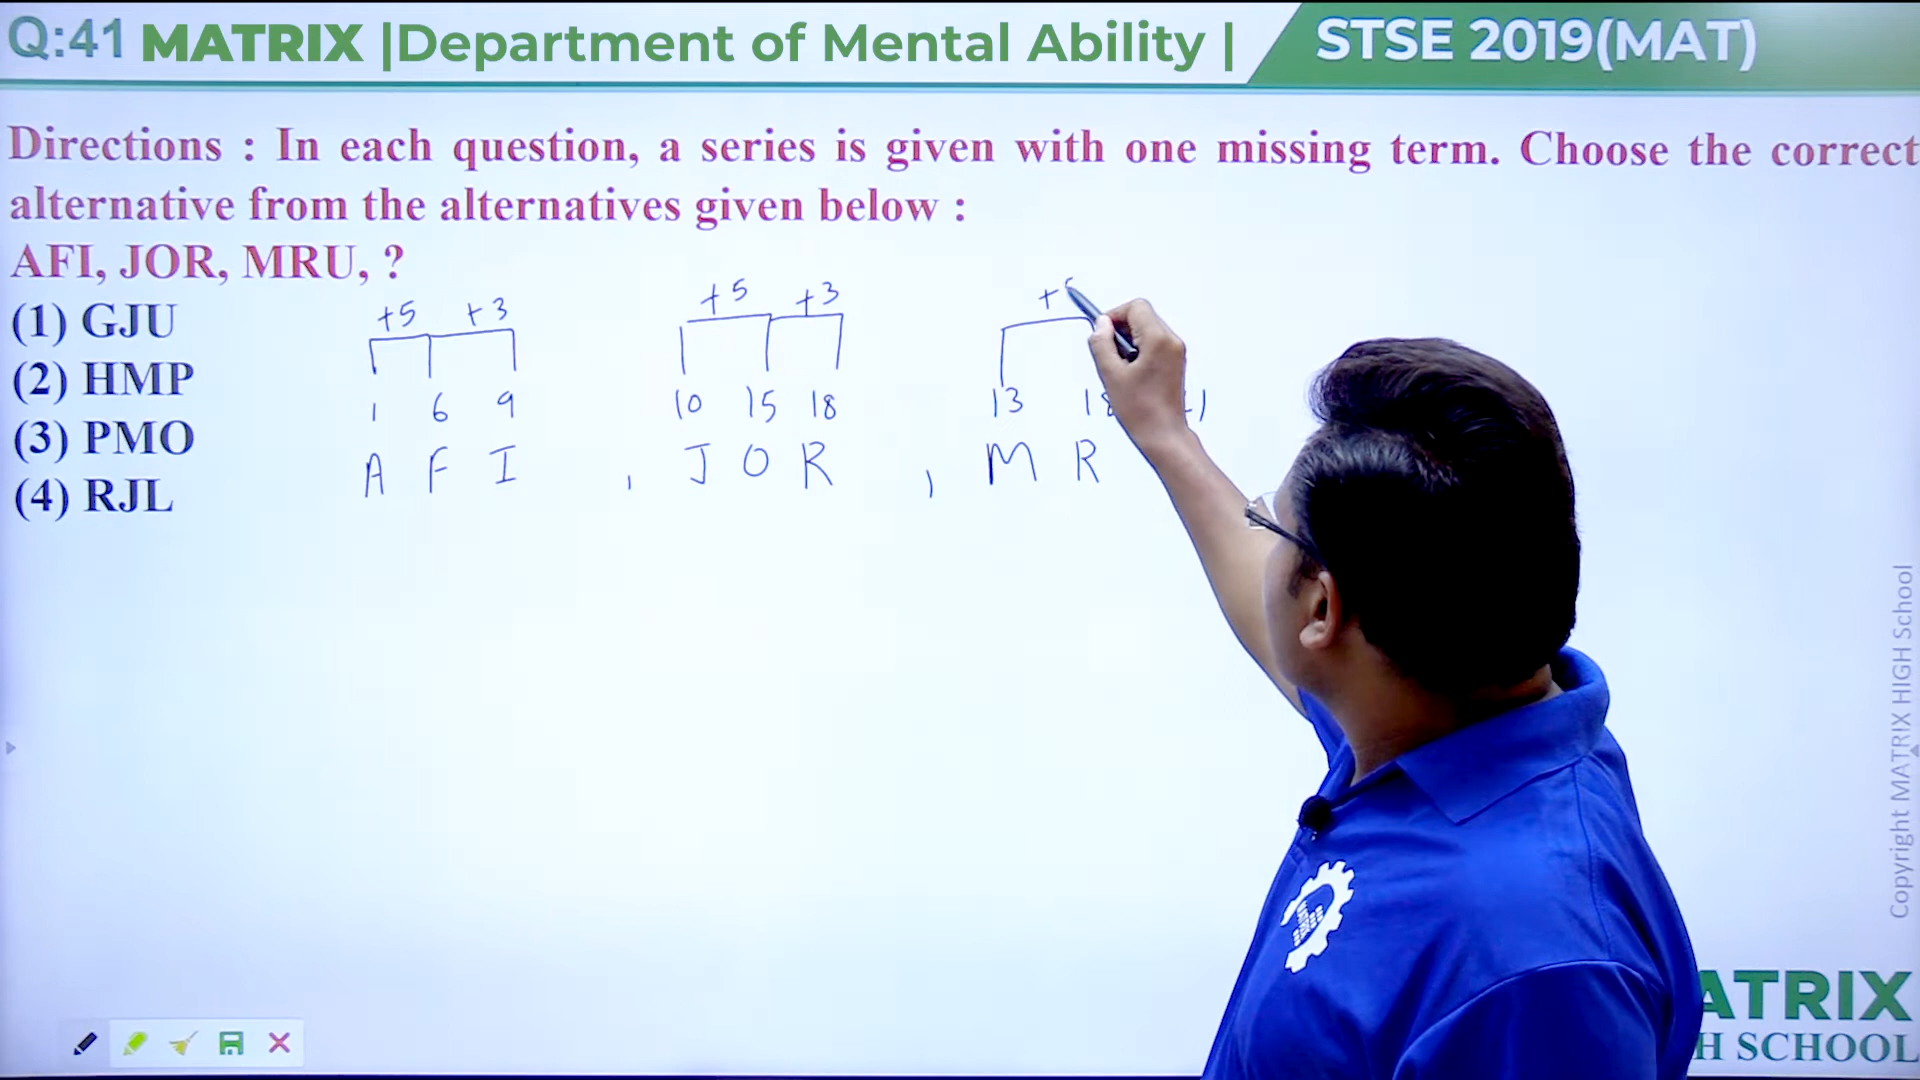 Q:41 MATRIX |Department of Mental Ability | STSE 2019(MAT)
Directions : In each question, a series is given with one missing term. Choose the correct
alternative from the alternatives given below :
AFI, JOR, MRU, ?
(1) GJU
(2) HMP
(3) PMO
(4) RJL
+5 +3 +5 +3 +5
1 6 9 10 15 18 13 18
A F I , J O R , M R
Copyright MATRIX HIGH School
ATRIX
H SCHOOL